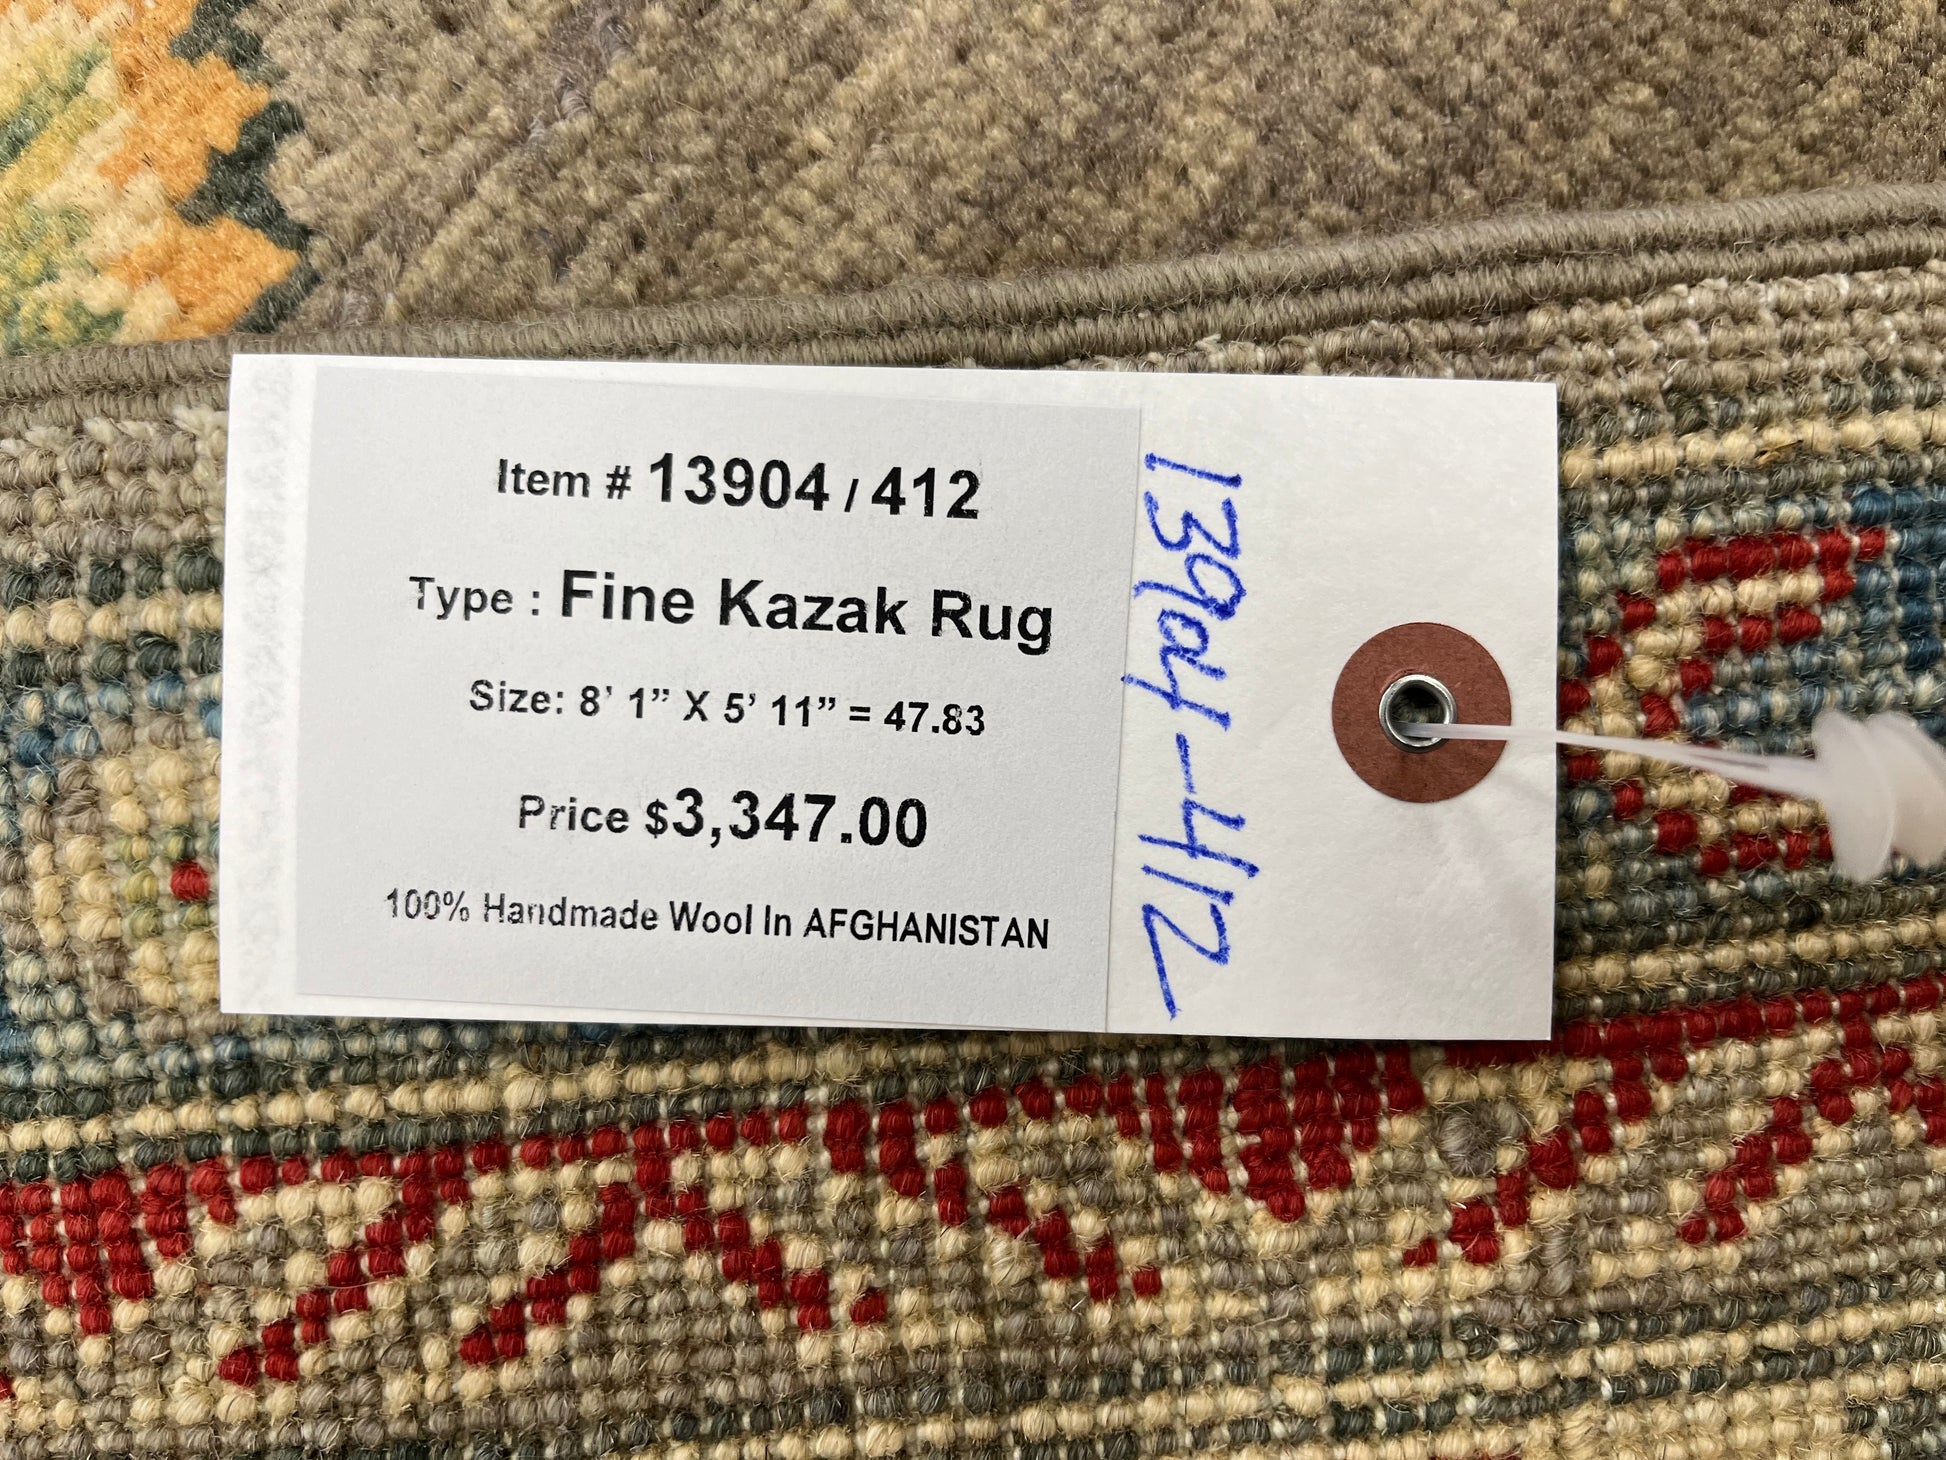 Item # 13904 / 412
Type : Fine Kazak Rug
Size: 8' 1” X 5' 11” = 47.83
Price $3,347.00
100% Handmade Wool In AFGHANISTAN
13904-412